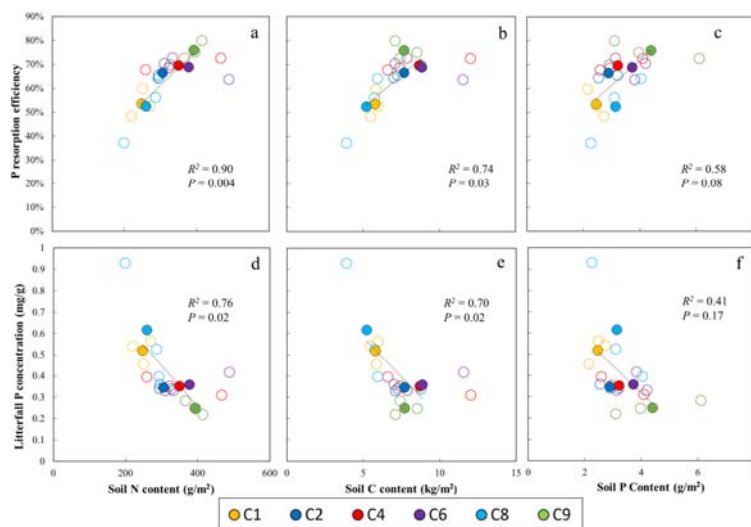 a
b
c
90%
80%
70%
60%
50%
40%
30%
20%
10%
0%
P resorption efficiency
R² = 0.90
P = 0.004
R² = 0.74
P = 0.03
R² = 0.58
P = 0.08
d
e
f
1
0.9
0.8
0.7
0.6
0.5
0.4
0.3
0.2
0.1
0
Litterfall P concentration (mg/g)
R² = 0.76
P = 0.02
R² = 0.70
P = 0.02
R² = 0.41
P = 0.17
0 200 400 600
0 5 10 15
0 2 4 6 8
Soil N content (g/m²)
Soil C content (kg/m²)
Soil P Content (g/m²)
C1 C2 C4 C6 C8 C9